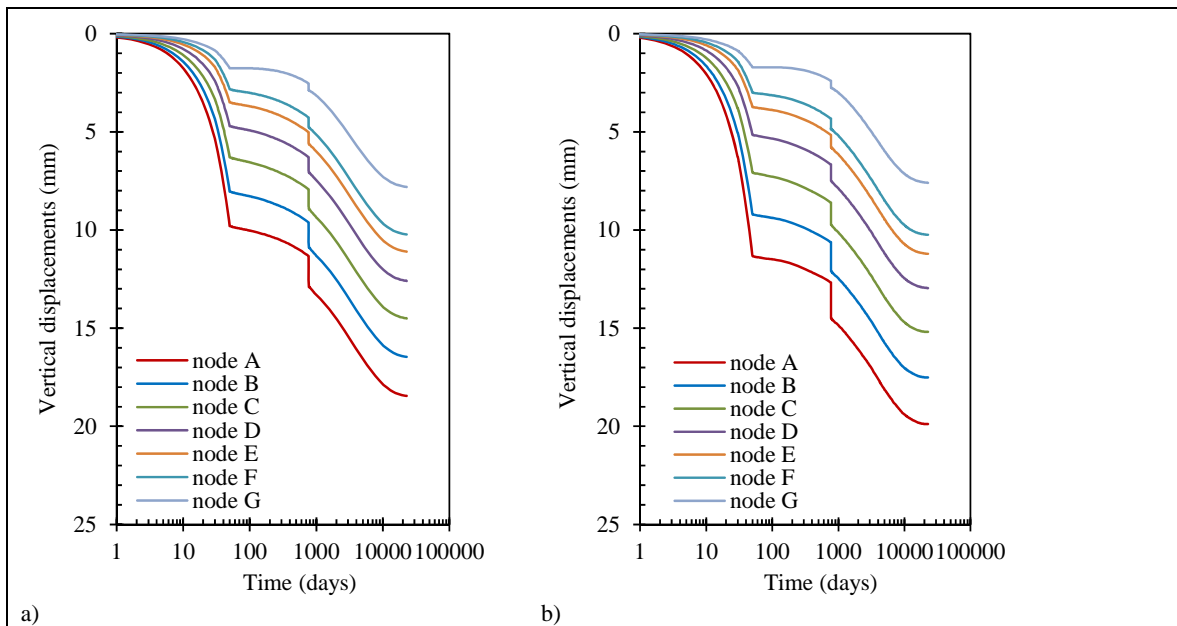 0
5
10
15
20
25
Vertical displacements (mm)
node A
node B
node C
node D
node E
node F
node G
1 10 100 1000 10000 100000
Time (days)
a)
0
5
10
15
20
25
Vertical displacements (mm)
node A
node B
node C
node D
node E
node F
node G
1 10 100 1000 10000 100000
Time (days)
b)